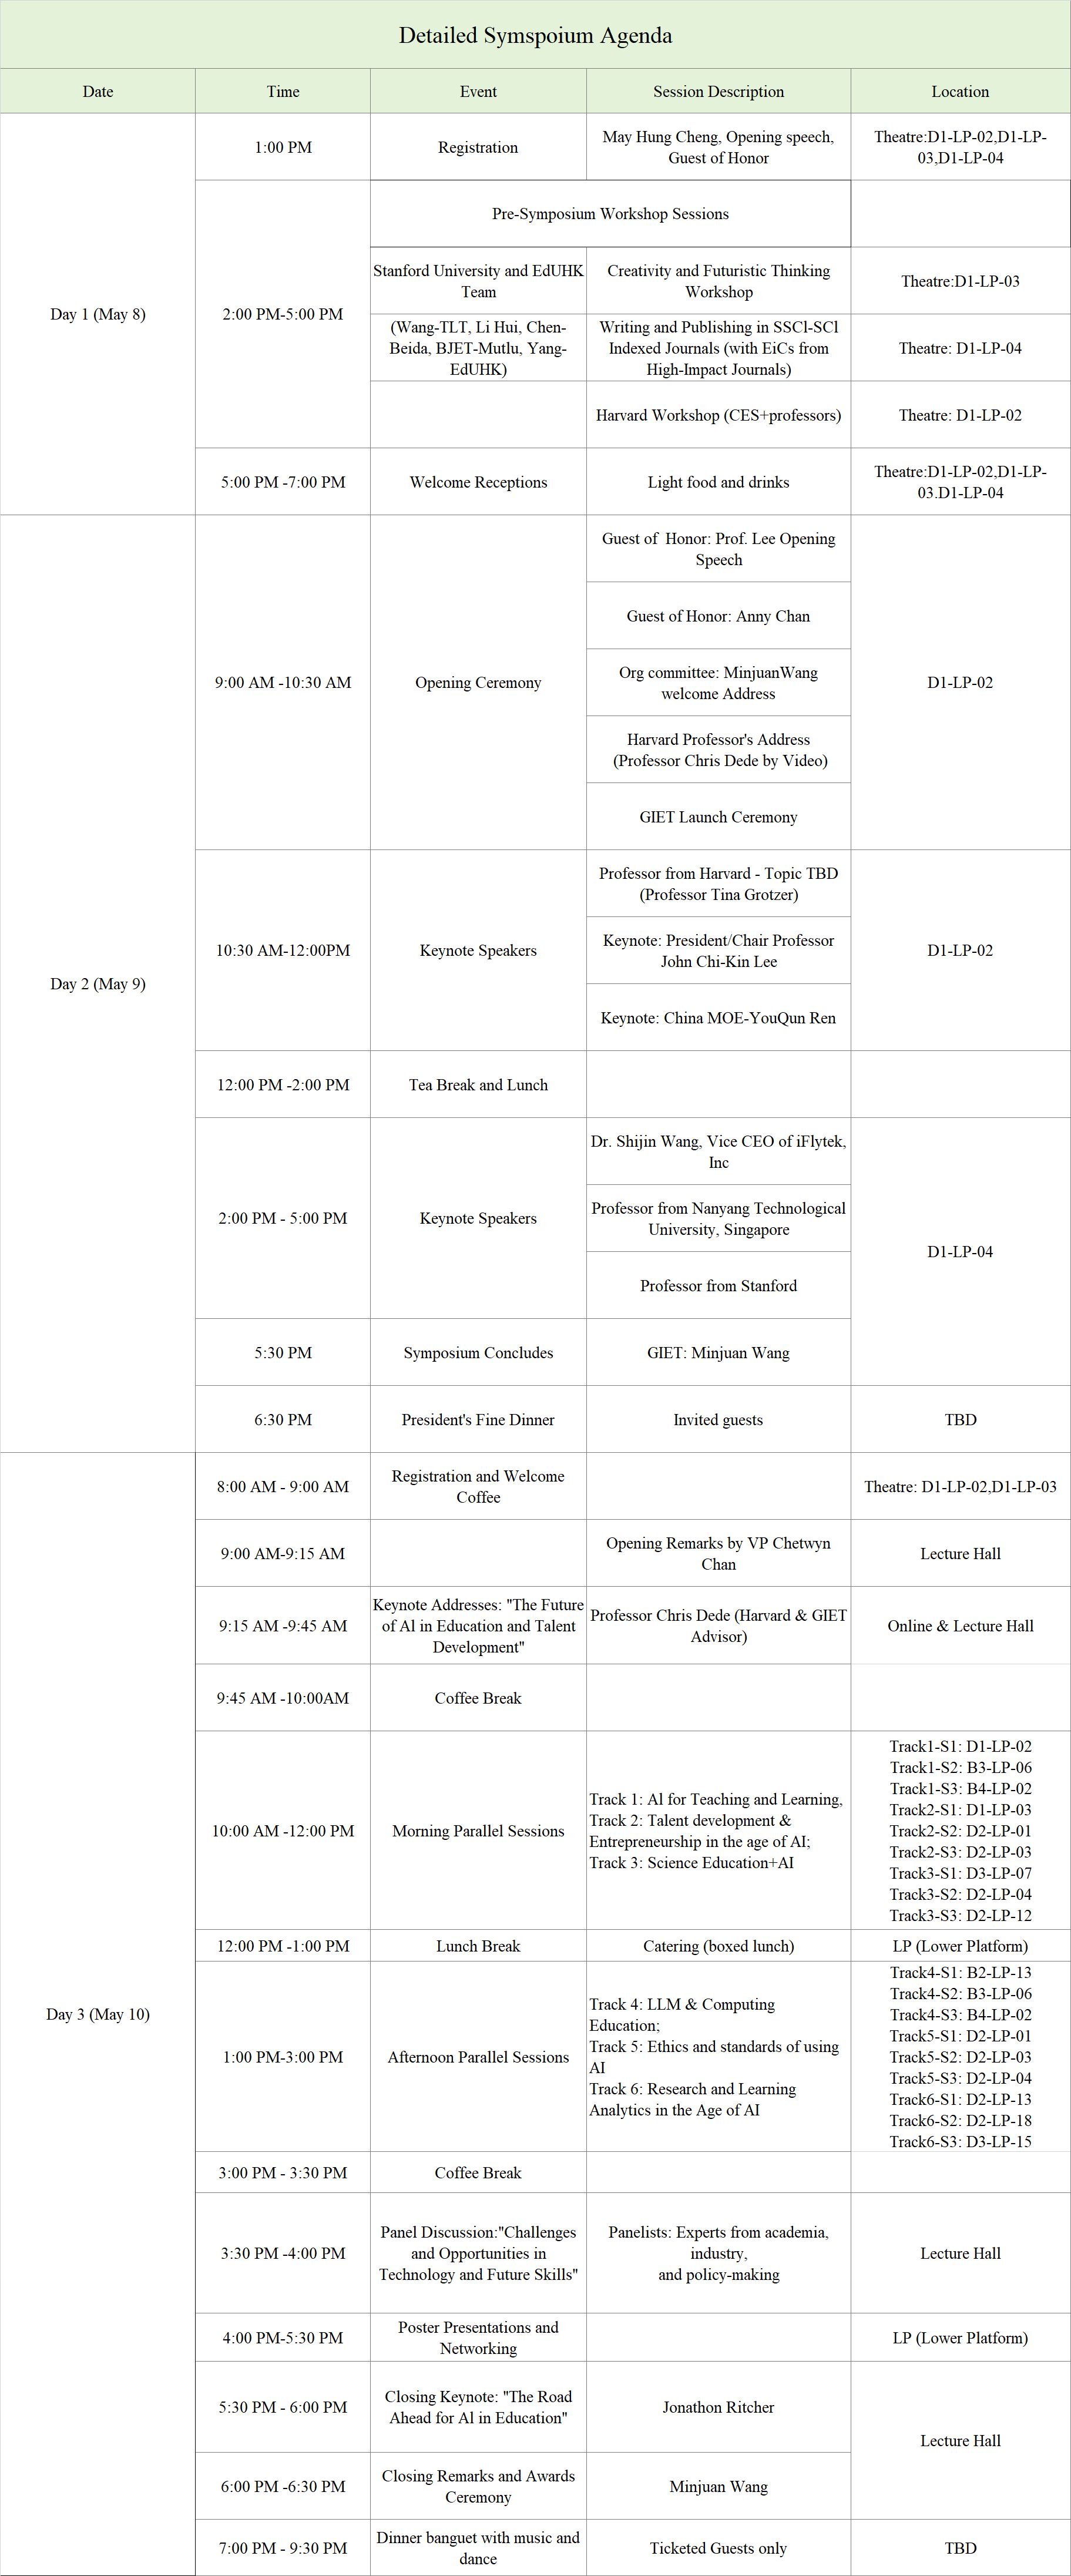 Detailed Symspoium Agenda
Date
Time
Event
Session Description
Location
Day 1 (May 8)
1:00 PM
Registration
May Hung Cheng, Opening speech,
Guest of Honor
Theatre:D1-LP-02,D1-LP-
03,D1-LP-04
2:00 PM-5:00 PM
Pre-Symposium Workshop Sessions
Stanford University and EdUHK
Team
Creativity and Futuristic Thinking
Workshop
Theatre:D1-LP-03
(Wang-TLT, Li Hui, Chen-
Beida, BJET-Mutlu, Yang-
EdUHK)
Writing and Publishing in SSCl-SCl
Indexed Journals (with EiCs from
High-Impact Journals)
Theatre: D1-LP-04
Harvard Workshop (CES+professors)
Theatre: D1-LP-02
5:00 PM -7:00 PM
Welcome Receptions
Light food and drinks
Theatre:D1-LP-02,D1-LP-
03.D1-LP-04
Day 2 (May 9)
9:00 AM -10:30 AM
Opening Ceremony
Guest of  Honor: Prof. Lee Opening
Speech
Guest of Honor: Anny Chan
Org committee: MinjuanWang
welcome Address
Harvard Professor's Address
(Professor Chris Dede by Video)
GIET Launch Ceremony
D1-LP-02
10:30 AM-12:00PM
Keynote Speakers
Professor from Harvard - Topic TBD
(Professor Tina Grotzer)
Keynote: President/Chair Professor
John Chi-Kin Lee
Keynote: China MOE-YouQun Ren
D1-LP-02
12:00 PM -2:00 PM
Tea Break and Lunch
2:00 PM - 5:00 PM
Keynote Speakers
Dr. Shijin Wang, Vice CEO of iFlytek,
Inc
Professor from Nanyang Technological
University, Singapore
Professor from Stanford
D1-LP-04
5:30 PM
Symposium Concludes
GIET: Minjuan Wang
6:30 PM
President's Fine Dinner
Invited guests
TBD
Day 3 (May 10)
8:00 AM - 9:00 AM
Registration and Welcome
Coffee
Theatre: D1-LP-02,D1-LP-03
9:00 AM-9:15 AM
Opening Remarks by VP Chetwyn
Chan
Lecture Hall
9:15 AM -9:45 AM
Keynote Addresses: "The Future
of Al in Education and Talent
Development"
Professor Chris Dede (Harvard & GIET
Advisor)
Online & Lecture Hall
9:45 AM -10:00AM
Coffee Break
10:00 AM -12:00 PM
Morning Parallel Sessions
Track 1: Al for Teaching and Learning,
Track 2: Talent development &
Entrepreneurship in the age of AI;
Track 3: Science Education+AI
Track1-S1: D1-LP-02
Track1-S2: B3-LP-06
Track1-S3: B4-LP-02
Track2-S1: D1-LP-03
Track2-S2: D2-LP-01
Track2-S3: D2-LP-03
Track3-S1: D3-LP-07
Track3-S2: D2-LP-04
Track3-S3: D2-LP-12
12:00 PM -1:00 PM
Lunch Break
Catering (boxed lunch)
LP (Lower Platform)
1:00 PM-3:00 PM
Afternoon Parallel Sessions
Track 4: LLM & Computing
Education;
Track 5: Ethics and standards of using
AI
Track 6: Research and Learning
Analytics in the Age of AI
Track4-S1: B2-LP-13
Track4-S2: B3-LP-06
Track4-S3: B4-LP-02
Track5-S1: D2-LP-01
Track5-S2: D2-LP-03
Track5-S3: D2-LP-04
Track6-S1: D2-LP-13
Track6-S2: D2-LP-18
Track6-S3: D3-LP-15
3:00 PM - 3:30 PM
Coffee Break
3:30 PM -4:00 PM
Panel Discussion:"Challenges
and Opportunities in
Technology and Future Skills"
Panelists: Experts from academia,
industry,
and policy-making
Lecture Hall
4:00 PM-5:30 PM
Poster Presentations and
Networking
LP (Lower Platform)
5:30 PM - 6:00 PM
Closing Keynote: "The Road
Ahead for Al in Education"
Jonathon Ritcher
Lecture Hall
6:00 PM -6:30 PM
Closing Remarks and Awards
Ceremony
Minjuan Wang
7:00 PM - 9:30 PM
Dinner banguet with music and
dance
Ticketed Guests only
TBD